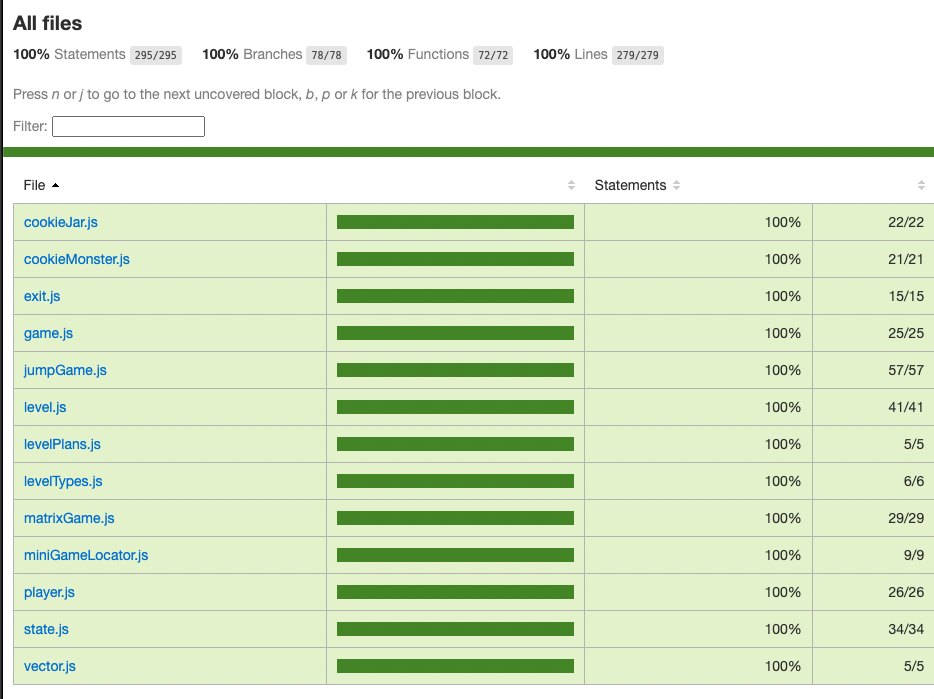 All files
100% Statements 295/295 100% Branches 78/78 100% Functions 72/72 100% Lines 279/279
Press n or j to go to the next uncovered block, b, p or k for the previous block.
Filter:
File Statements
cookieJar.js 100% 22/22
cookieMonster.js 100% 21/21
exit.js 100% 15/15
game.js 100% 25/25
jumpGame.js 100% 57/57
level.js 100% 41/41
levelPlans.js 100% 5/5
levelTypes.js 100% 6/6
matrixGame.js 100% 29/29
miniGameLocator.js 100% 9/9
player.js 100% 26/26
state.js 100% 34/34
vector.js 100% 5/5